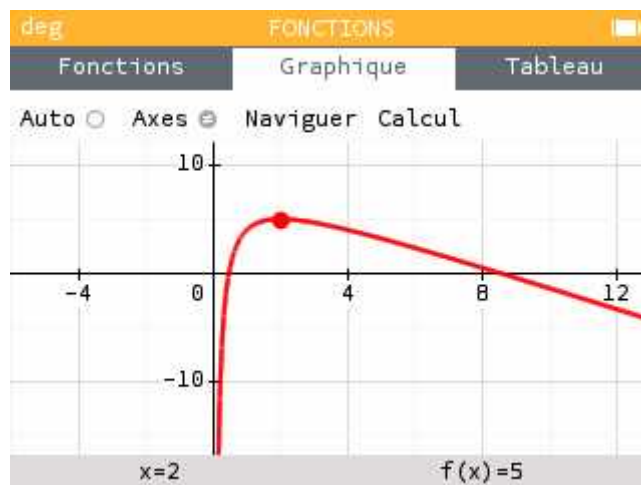 deg FONCTIONS
Fonctions Graphique Tableau
Auto Axes Naviguer Calcul
10
-4 0 4 8 12
-10
x=2 f(x)=5